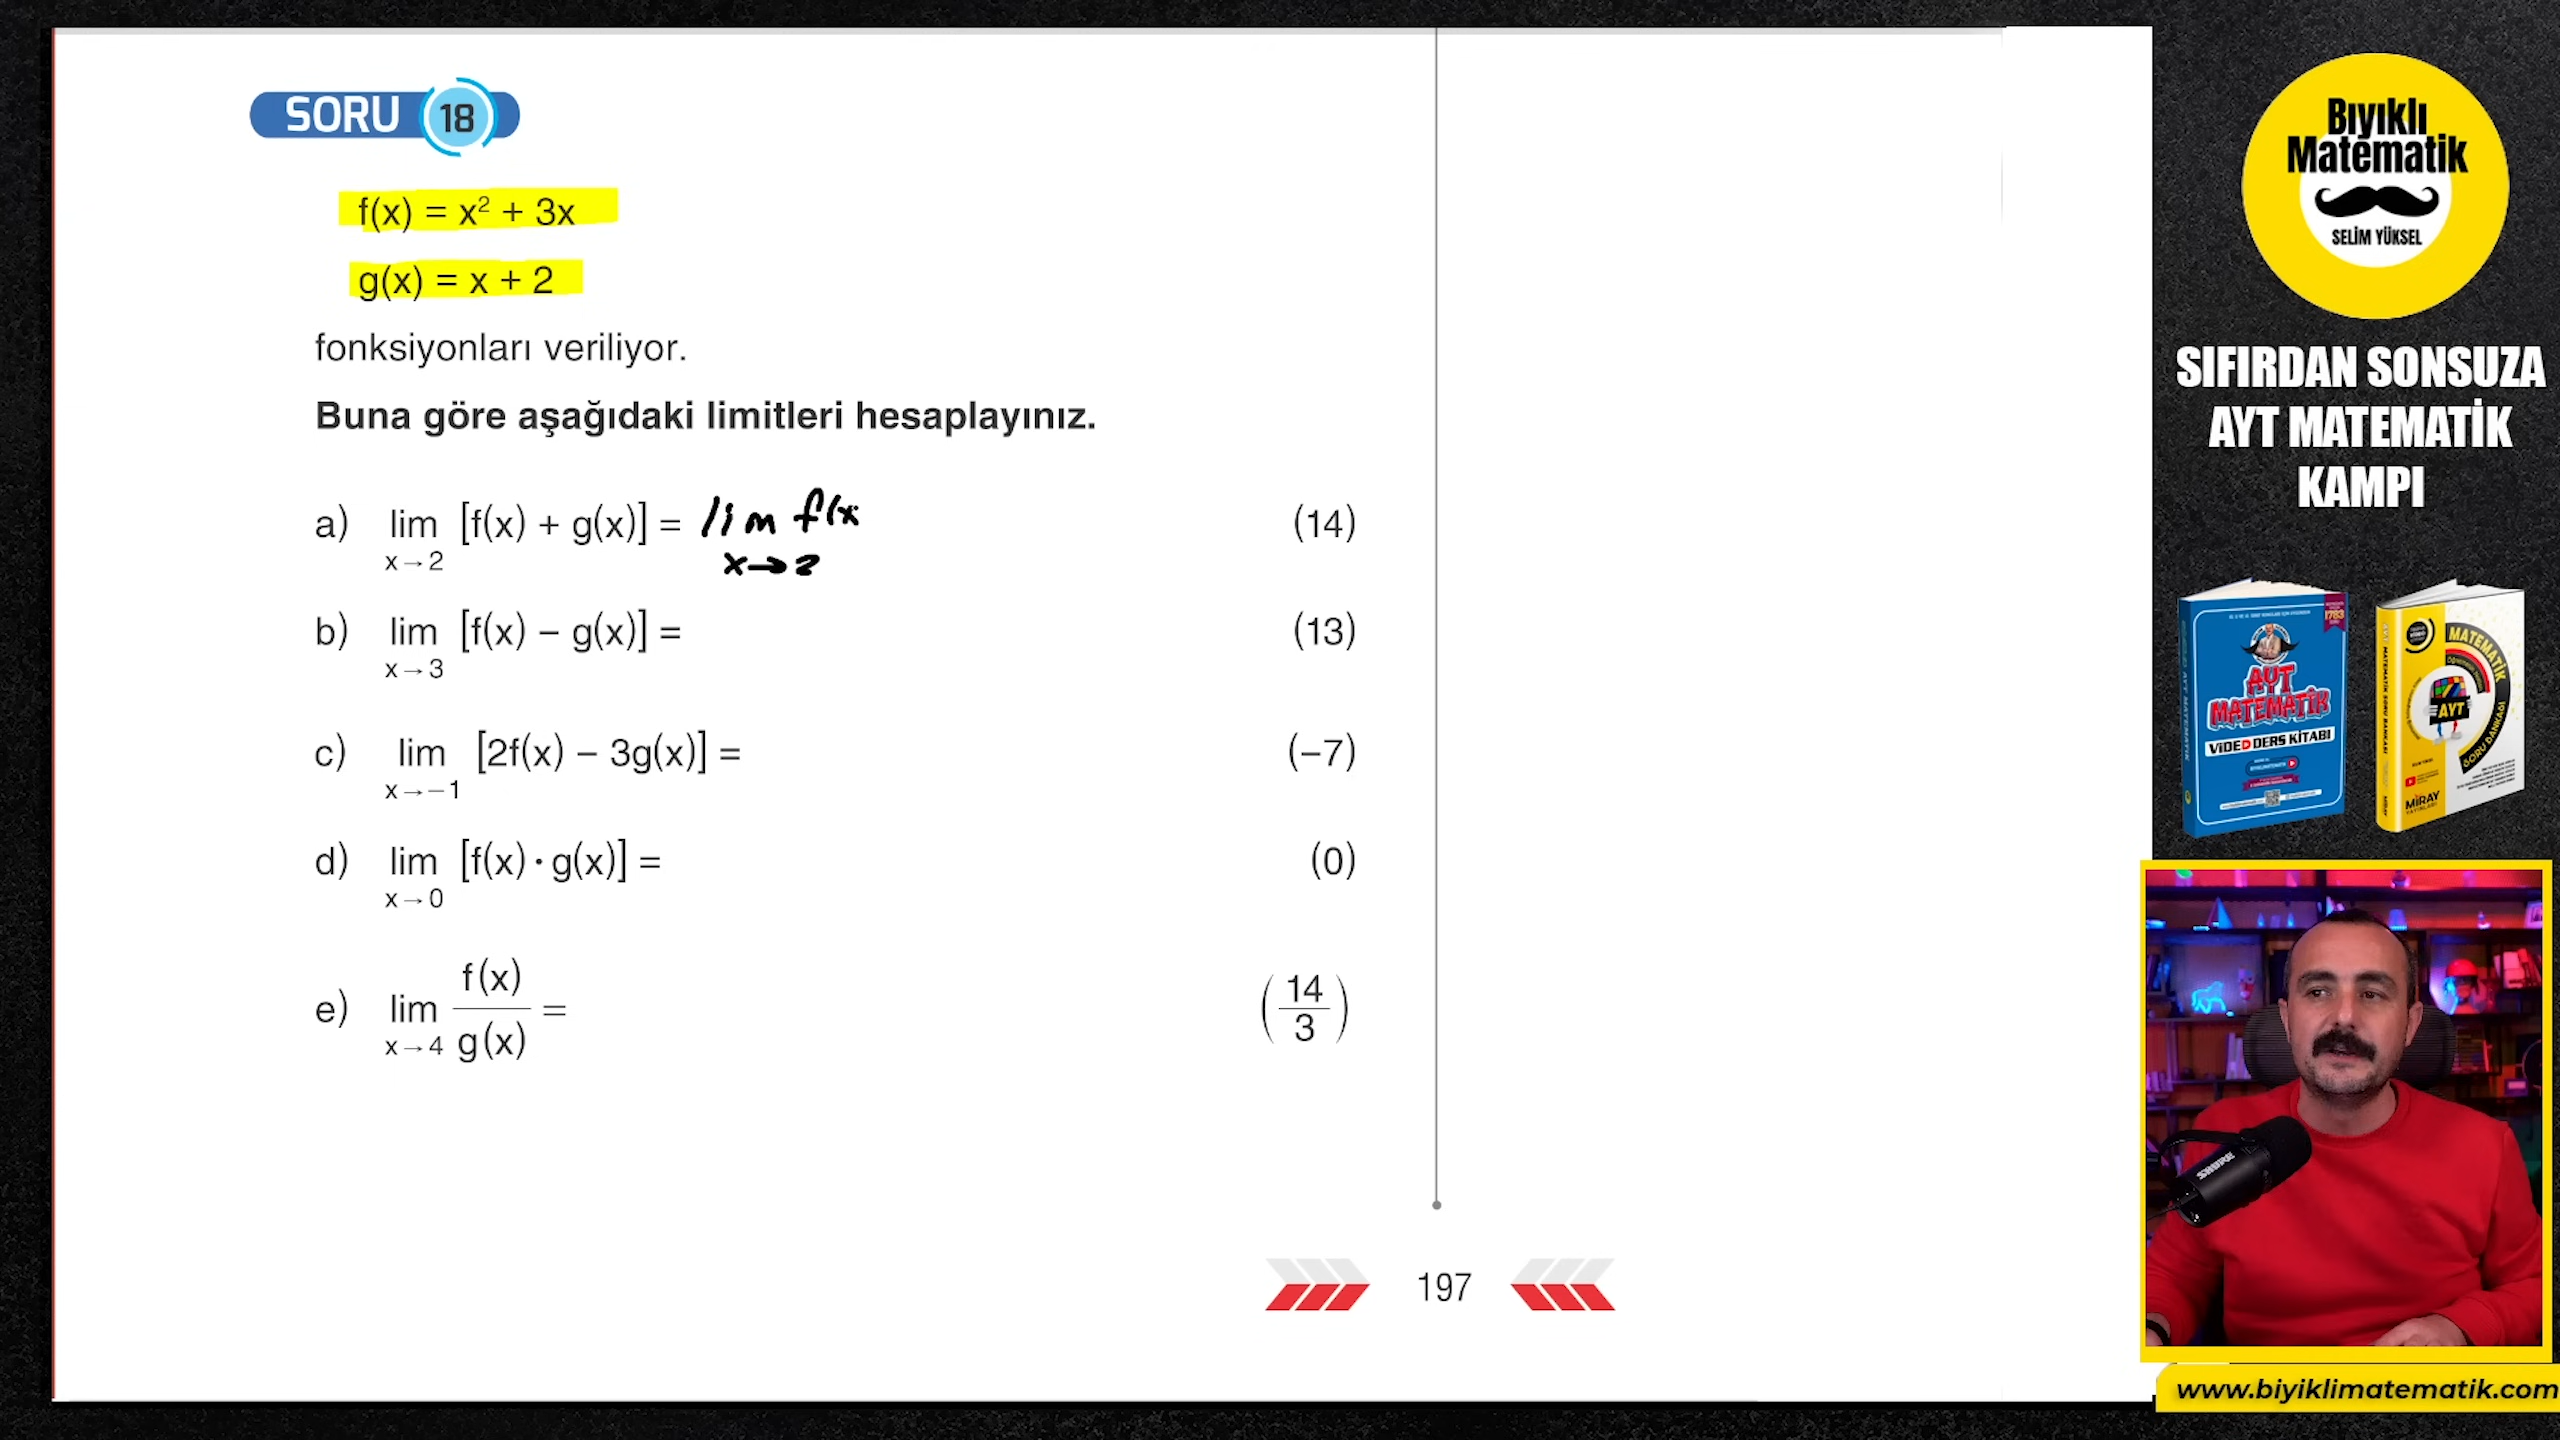 SORU 18
f(x) = x² + 3x
g(x) = x + 2
fonksiyonları veriliyor.
Buna göre aşağıdaki limitleri hesaplayınız.
a) lim x→2 [f(x) + g(x)] = lim x→2 f(x (14)
b) lim x→3 [f(x) – g(x)] = (13)
c) lim x→–1 [2f(x) – 3g(x)] = (–7)
d) lim x→0 [f(x) · g(x)] = (0)
e) lim x→4 f(x)/g(x) = (14/3)
197
Bıyıklı
Matematik
SELİM YÜKSEL
SIFIRDAN SONSUZA
AYT MATEMATİK
KAMPI
1783
AYT
MATEMATİK
VİDEO DERS KİTABI
MATEMATİK
AYT
SORU BANKASI
MİRAY
SHURE
www.biyiklimatematik.com